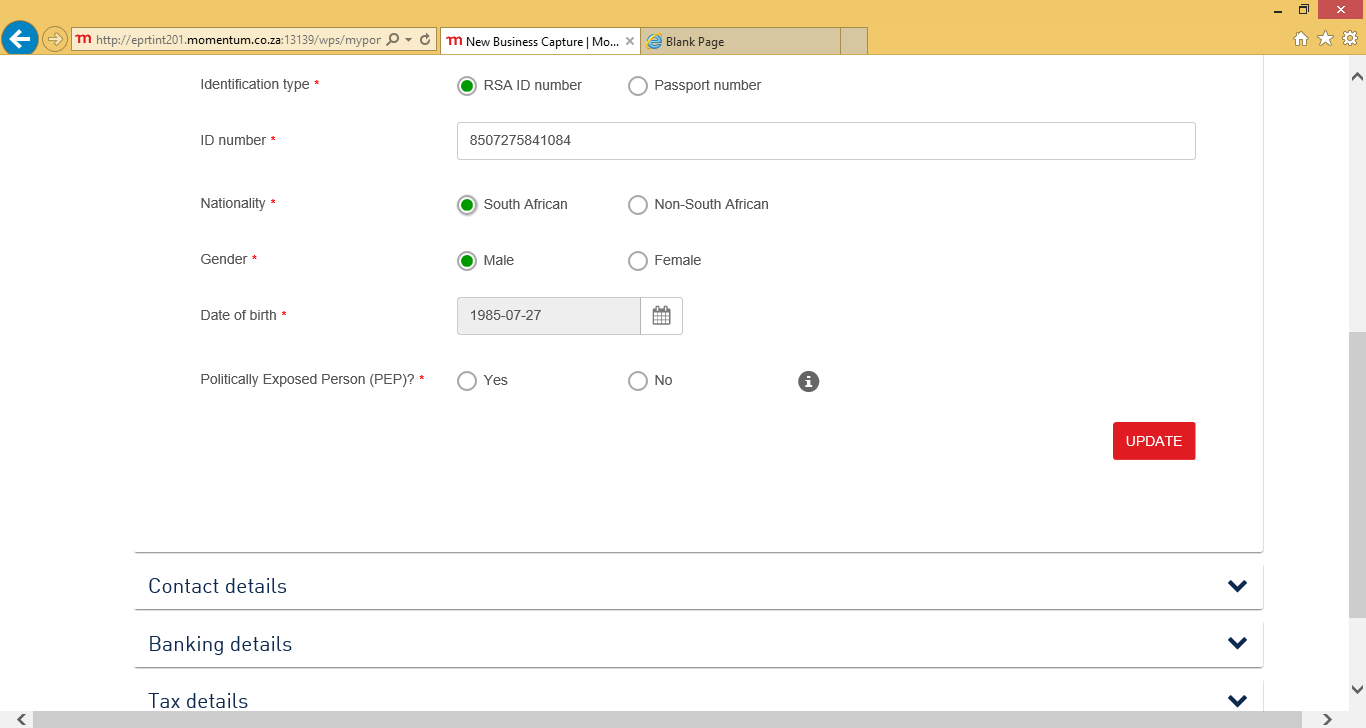 http://eprtint201.momentum.co.za:13139/wps/mypor
m New Business Capture | Mo...
Blank Page
Identification type *
RSA ID number
Passport number
ID number *
8507275841084
Nationality *
South African
Non-South African
Gender *
Male
Female
Date of birth *
1985-07-27
Politically Exposed Person (PEP)? *
Yes
No
UPDATE
Contact details
Banking details
Tax details